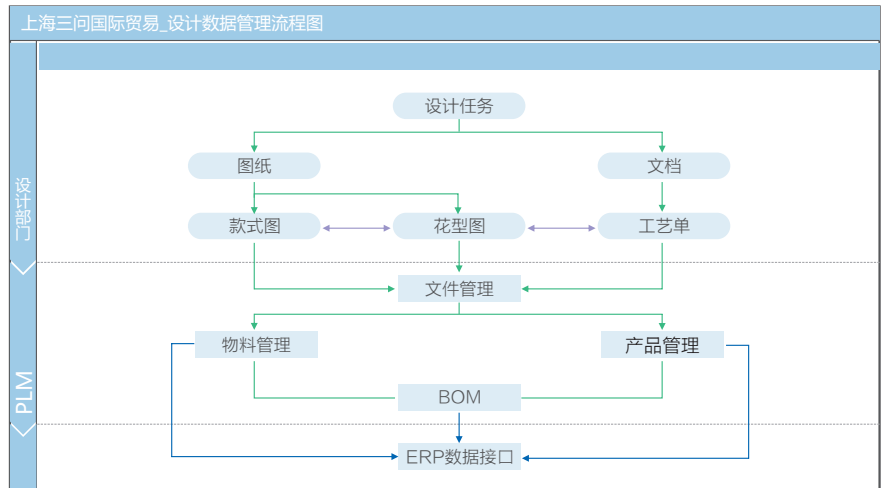 上海三问国际贸易_设计数据管理流程图
设计任务
图纸
文档
设计部门
款式图
花型图
工艺单
文件管理
物料管理
产品管理
PLM
BOM
ERP数据接口